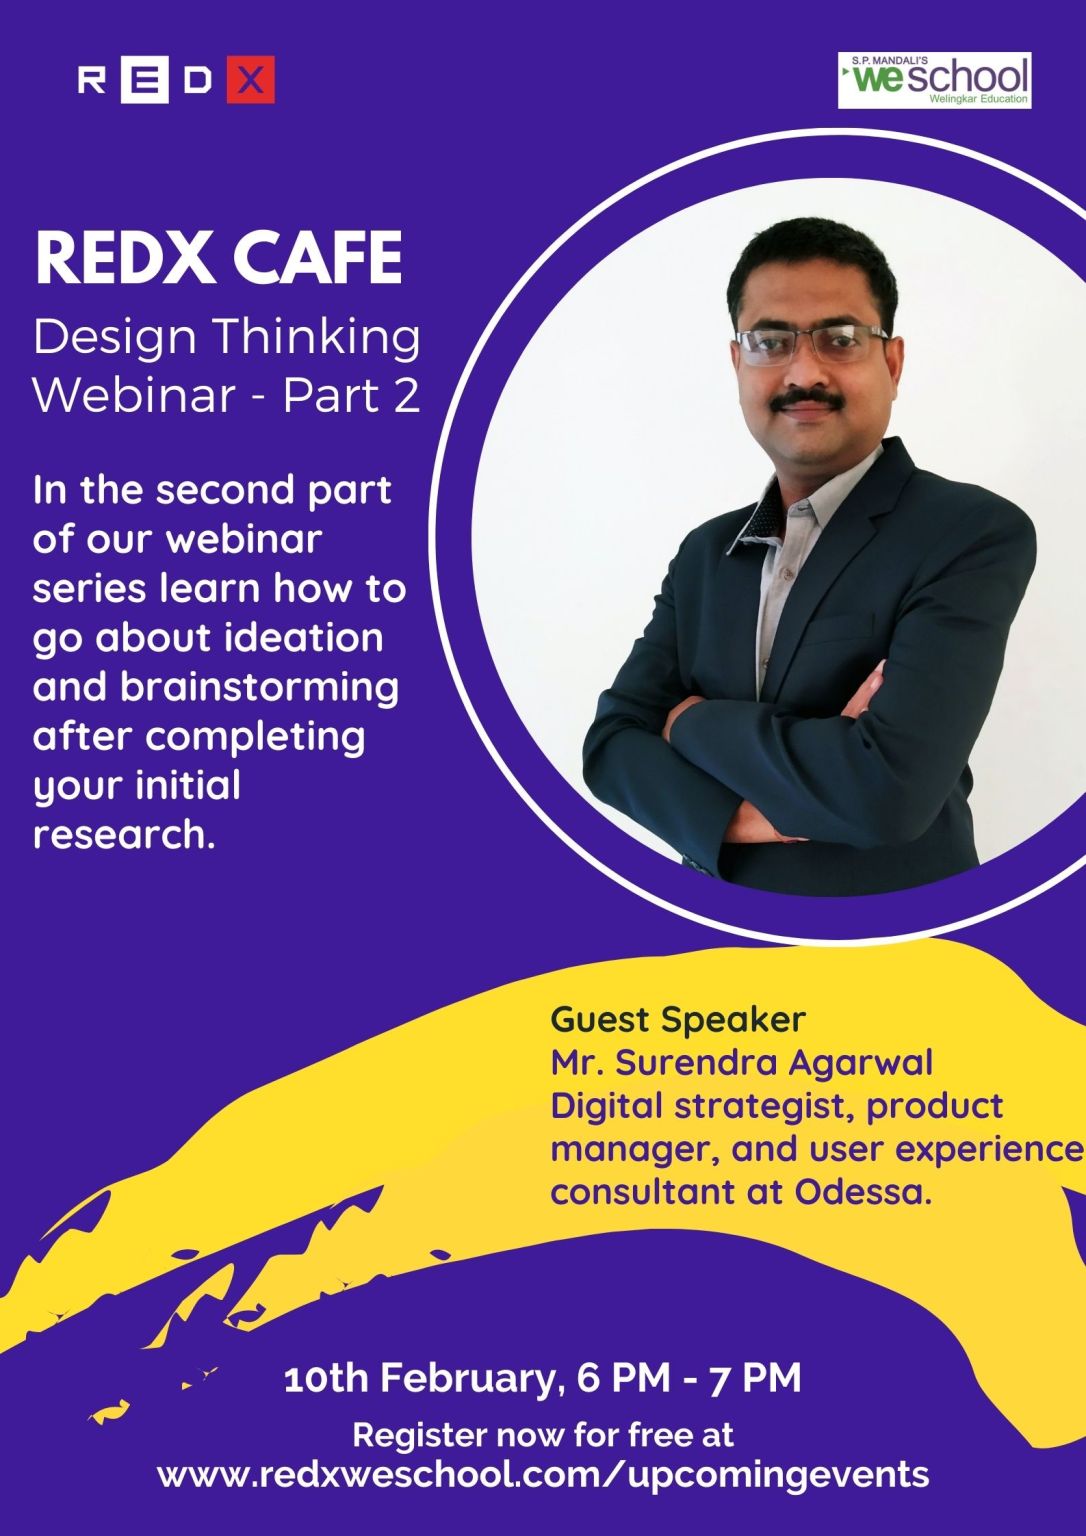 REDX
S.P. MANDALI'S
we school
Welingkar Education
REDX CAFE
Design Thinking
Webinar - Part 2
In the second part
of our webinar
series learn how to
go about ideation
and brainstorming
after completing
your initial
research.
Guest Speaker
Mr. Surendra Agarwal
Digital strategist, product
manager, and user experience
consultant at Odessa.
10th February, 6 PM - 7 PM
Register now for free at
www.redxweschool.com/upcomingevents